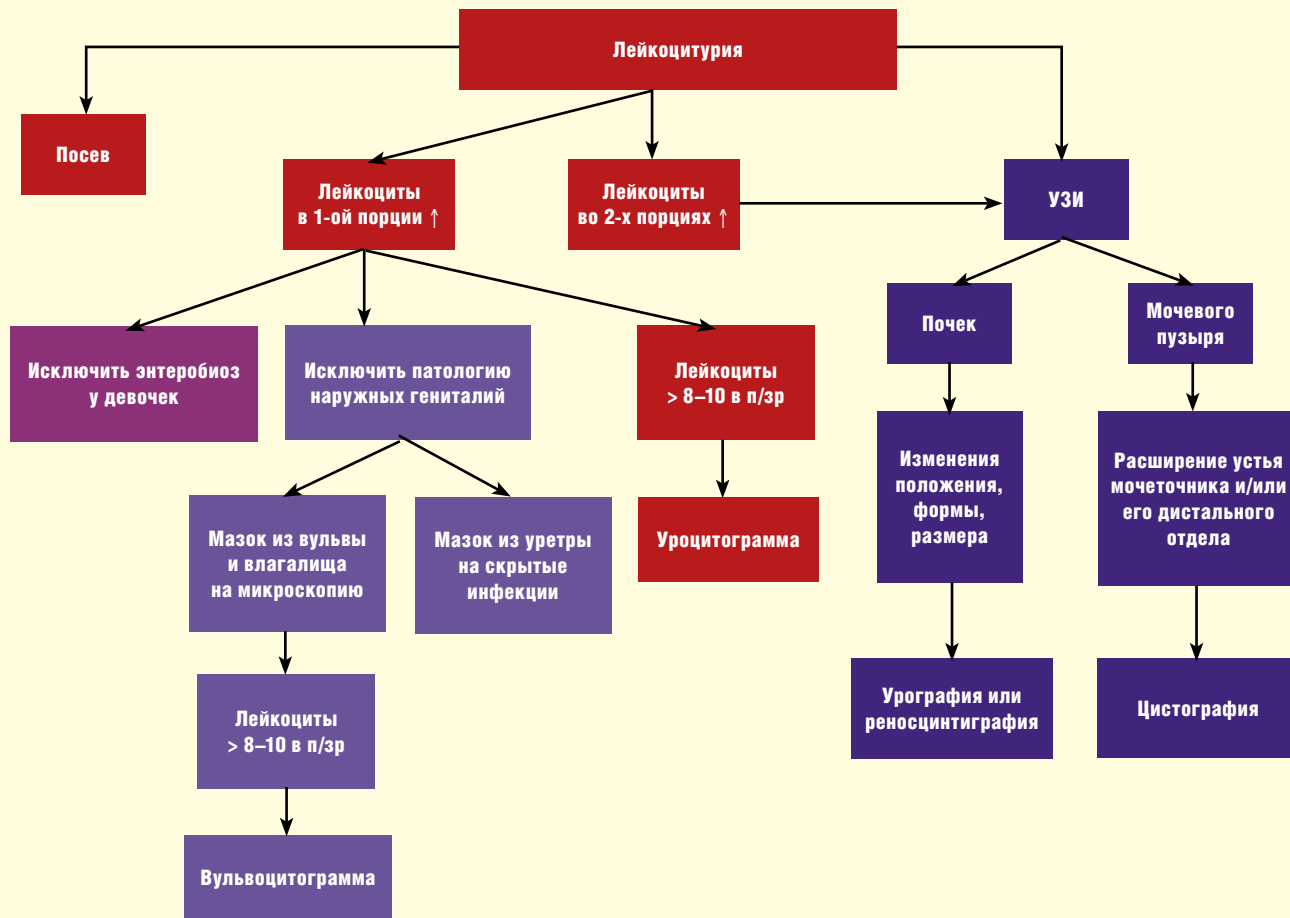 Лейкоцитурия
Посев
Лейкоциты
в 1-ой порции ↑
Лейкоциты
во 2-х порциях ↑
УЗИ
Почек
Мочевого
пузыря
Исключить энтеробиоз
у девочек
Исключить патологию
наружных гениталий
Лейкоциты
> 8–10 в п/зр
Изменения
положения,
формы,
размера
Расширение устья
мочеточника и/или
его дистального
отдела
Мазок из вульвы
и влагалища
на микроскопию
Мазок из уретры
на скрытые
инфекции
Уроцитограмма
Лейкоциты
> 8–10 в п/зр
Урография или
реносцинтиграфия
Цистография
Вульвоцитограмма